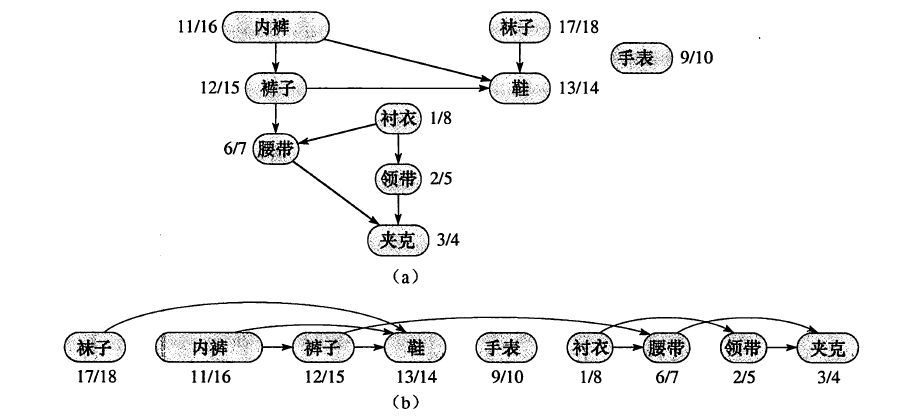 11/16 内裤 袜子 17/18
手表 9/10
12/15 裤子 鞋 13/14
衬衣 1/8
6/7 腰带
领带 2/5
夹克 3/4
(a)
袜子 内裤 裤子 鞋 手表 衬衣 腰带 领带 夹克
17/18 11/16 12/15 13/14 9/10 1/8 6/7 2/5 3/4
(b)